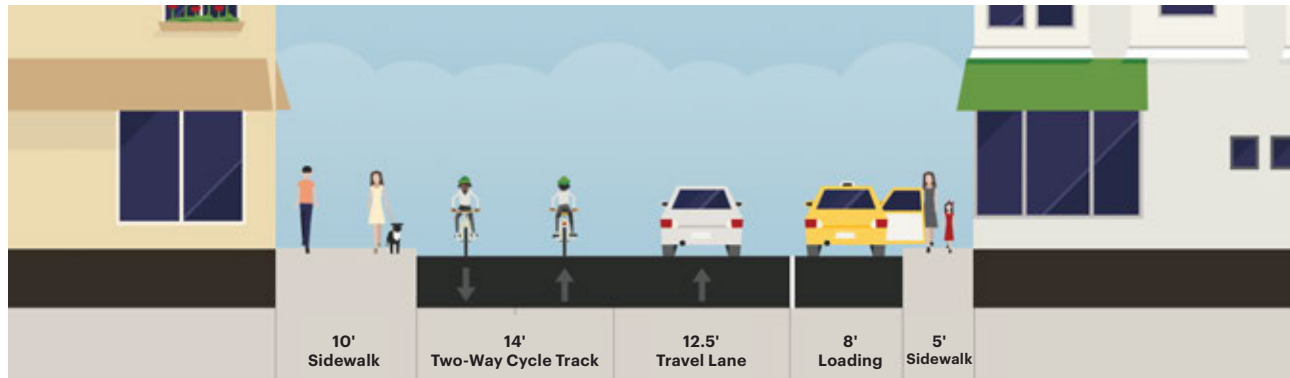 10'
Sidewalk
14'
Two-Way Cycle Track
12.5'
Travel Lane
8'
Loading
5'
Sidewalk